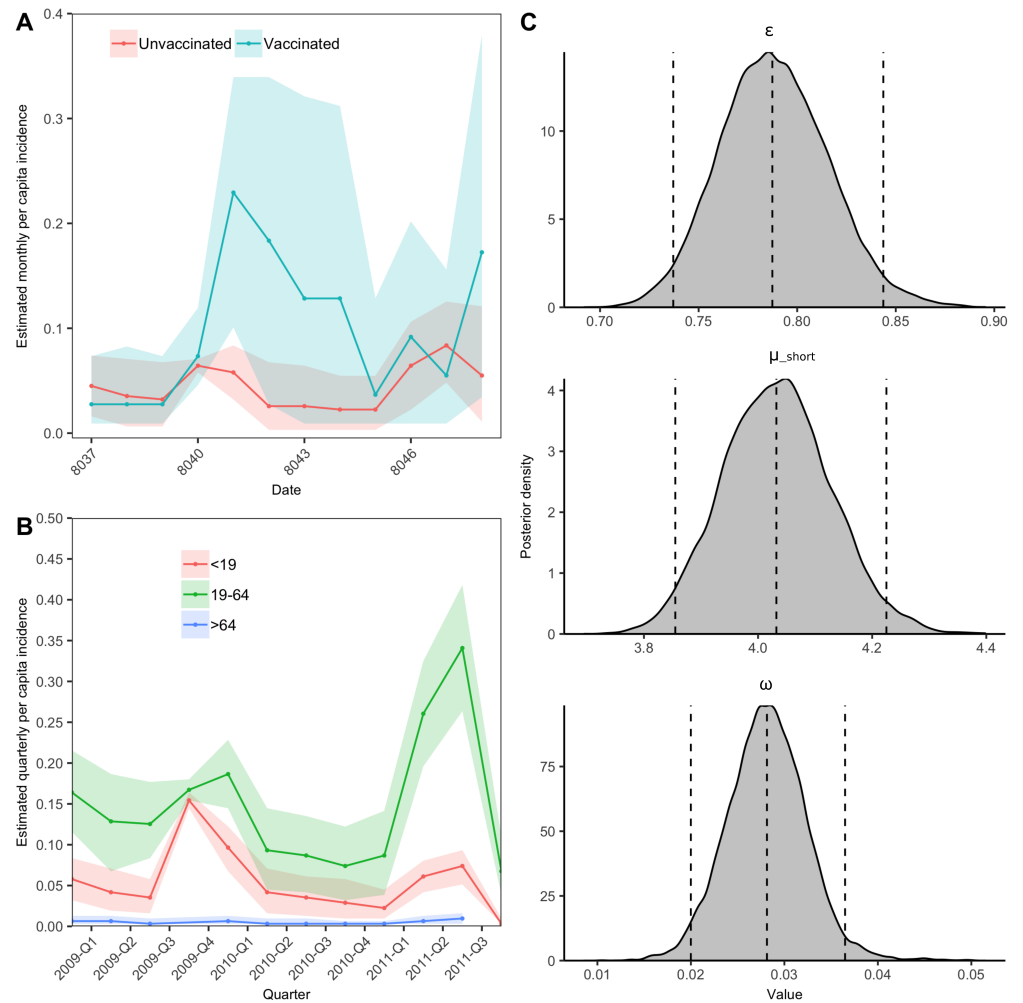 A
Unvaccinated Vaccinated
Estimated monthly per capita incidence
0.4
0.3
0.2
0.1
0.0
8037 8040 8043 8046
Date
B
<19
19-64
>64
Estimated quarterly per capita incidence
0.50
0.45
0.40
0.35
0.30
0.25
0.20
0.15
0.10
0.05
0.00
2009-Q1 2009-Q2 2009-Q3 2009-Q4 2010-Q1 2010-Q2 2010-Q3 2010-Q4 2011-Q1 2011-Q2 2011-Q3
Quarter
C
ε
10
5
0
0.70 0.75 0.80 0.85 0.90
μ_short
Posterior density
4
3
2
1
0
3.8 4.0 4.2 4.4
ω
75
50
25
0
0.01 0.02 0.03 0.04 0.05
Value